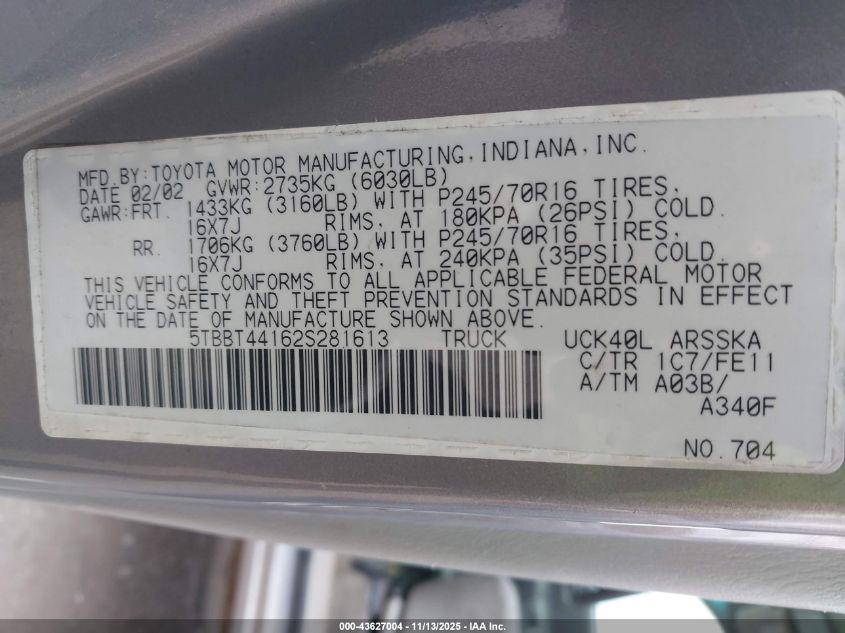 MFD.BY:TOYOTA MOTOR MANUFACTURING,INDIANA,INC.
DATE 02/02 GVWR:2735KG (6030LB)
GAWR:FRT. 1433KG (3160LB) WITH P245/70R16 TIRES,
16X7J RIMS, AT 180KPA (26PSI) COLD.
RR. 1706KG (3760LB) WITH P245/70R16 TIRES,
16X7J RIMS, AT 240KPA (35PSI) COLD.
THIS VEHICLE CONFORMS TO ALL APPLICABLE FEDERAL MOTOR
VEHICLE SAFETY AND THEFT PREVENTION STANDARDS IN EFFECT
ON THE DATE OF MANUFACTURE SHOWN ABOVE.
5TBBT44162S281613 TRUCK UCK40L ARSSKA
C/TR 1C7/FE11
A/TM A03B/
A340F
NO.704
000-43627004 - 11/13/2025 - IAA Inc.